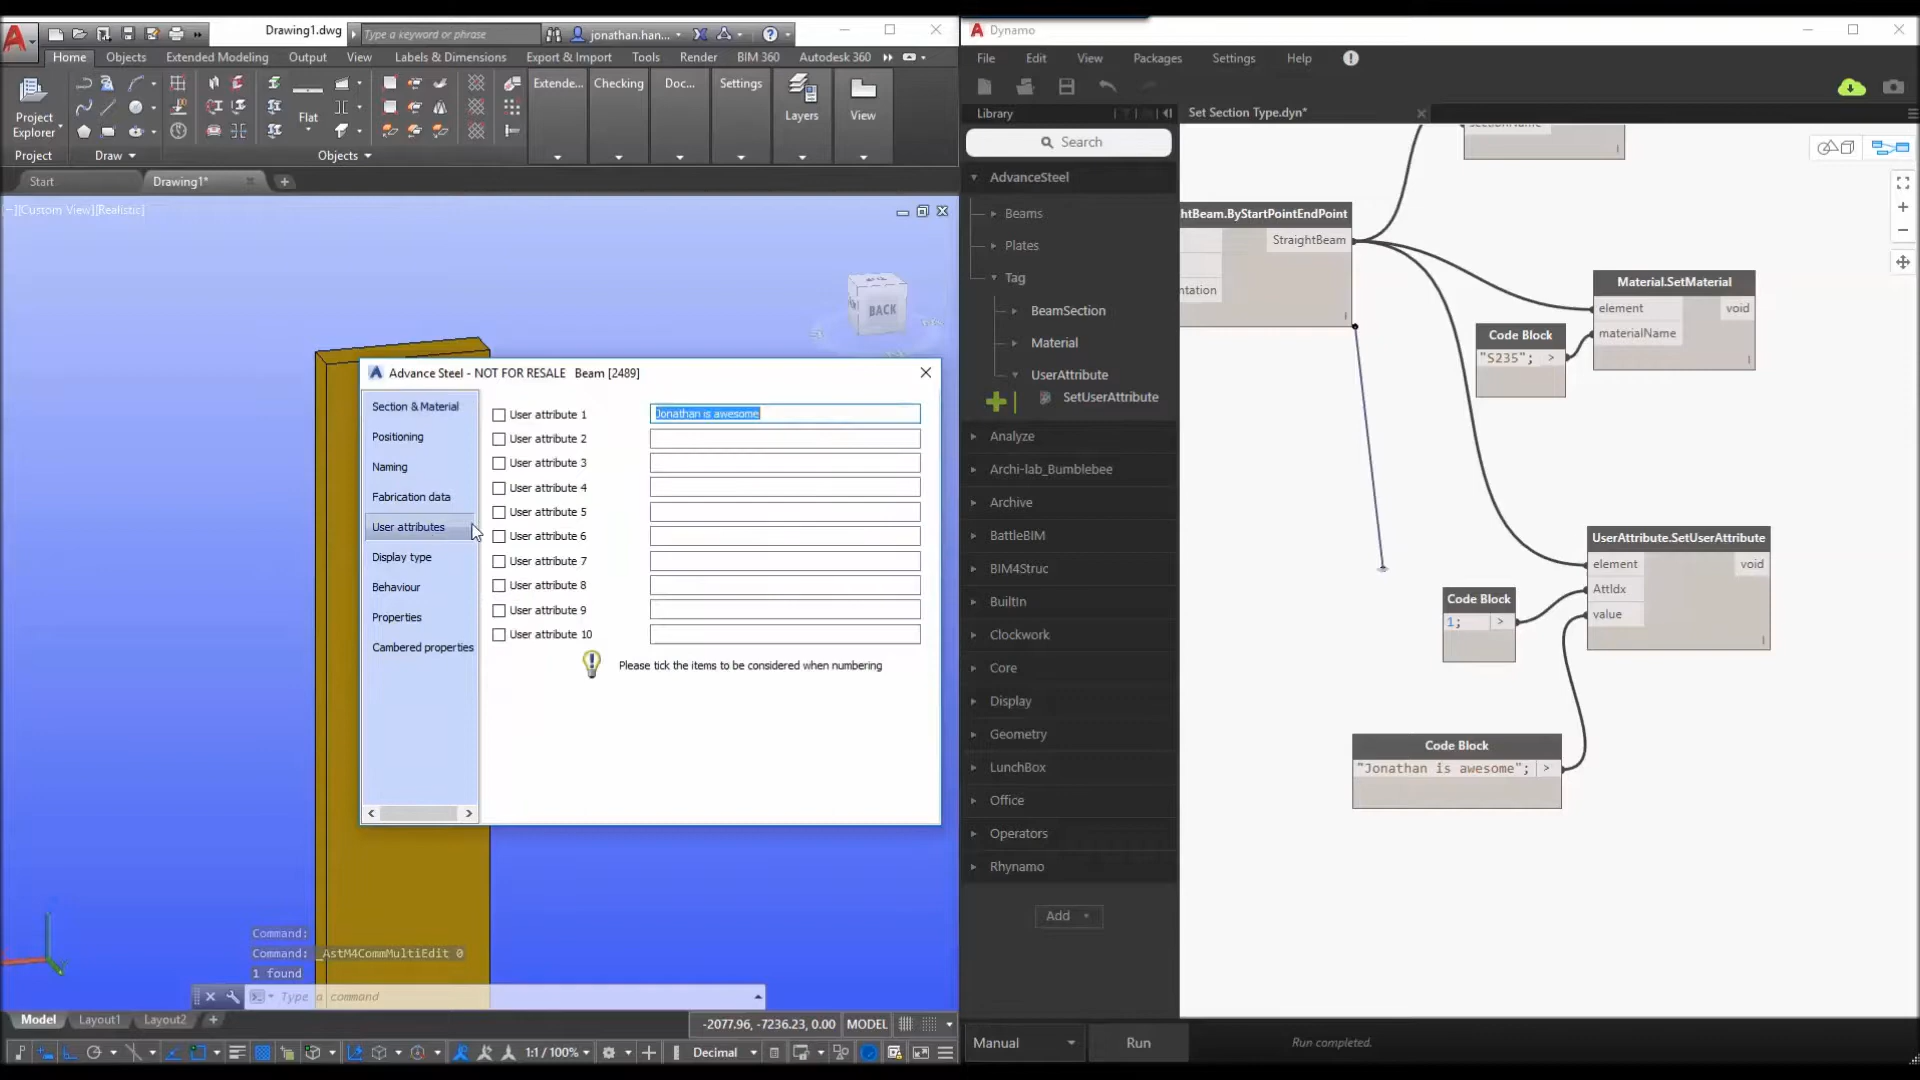 Drawing1.dwg
Type a keyword or phrase
jonathan.han...
Home
Objects
Extended Modeling
Output
View
Labels & Dimensions
Export & Import
Tools
Render
BIM 360
Autodesk 360
Project
Explorer
Flat
Extende...
Checking
Doc...
Settings
Layers
View
Project
Draw
Objects
Start
Drawing1*
[Custom View][Realistic]
BACK
Advance Steel - NOT FOR RESALE Beam [2489]
Section & Material
Positioning
Naming
Fabrication data
User attributes
Display type
Behaviour
Properties
Cambered properties
User attribute 1
Jonathan is awesome
User attribute 2
User attribute 3
User attribute 4
User attribute 5
User attribute 6
User attribute 7
User attribute 8
User attribute 9
User attribute 10
Please tick the items to be considered when numbering
Command:
Command: _AstM4CommMultiEdit 0
1 found
Type a command
Model
Layout1
Layout2
-2077.96, -7236.23, 0.00
MODEL
1:1 / 100%
Decimal
Dynamo
File
Edit
View
Packages
Settings
Help
Library
Set Section Type.dyn*
Search
AdvanceSteel
Beams
Plates
Tag
BeamSection
Material
UserAttribute
SetUserAttribute
Analyze
Archi-lab_Bumblebee
Archive
BattleBIM
BIM4Struc
BuiltIn
Clockwork
Core
Display
Geometry
LunchBox
Office
Operators
Rhynamo
Add
Manual
Run
Run completed.
sectionName
htBeam.ByStartPointEndPoint
StraightBeam
ntation
Material.SetMaterial
element
void
materialName
Code Block
"S235"; >
UserAttribute.SetUserAttribute
element
void
AttIdx
value
Code Block
1; >
Code Block
"Jonathan is awesome"; >